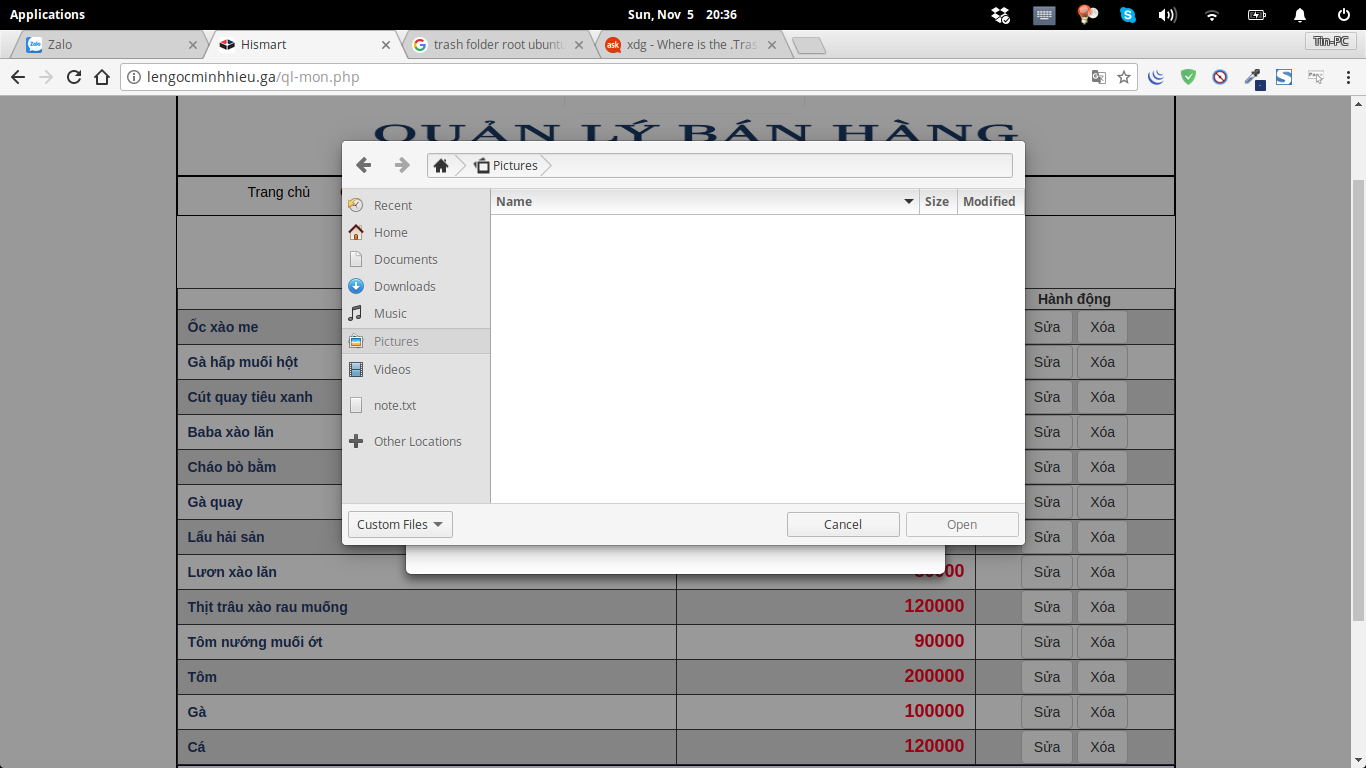 Applications
Sun, Nov 5 20:36
Zalo
Hismart
trash folder root ubuntu
xdg - Where is the .Tras
Tin-PC
lengocminhhieu.ga/ql-mon.php
QUẢN LÝ BÁN HÀNG
Pictures
Trang chủ
Recent
Name
Size
Modified
Home
Documents
Downloads
Music
Pictures
Videos
note.txt
Other Locations
Custom Files
Cancel
Open
Hành động
Ốc xào me
Sửa Xóa
Gà hấp muối hột
Sửa Xóa
Cút quay tiêu xanh
Sửa Xóa
Baba xào lăn
Sửa Xóa
Cháo bò bằm
Sửa Xóa
Gà quay
Sửa Xóa
Lẩu hải sản
Sửa Xóa
Lươn xào lăn
Sửa Xóa
Thịt trâu xào rau muống 120000 Sửa Xóa
Tôm nướng muối ớt 90000 Sửa Xóa
Tôm 200000 Sửa Xóa
Gà 100000 Sửa Xóa
Cá 120000 Sửa Xóa